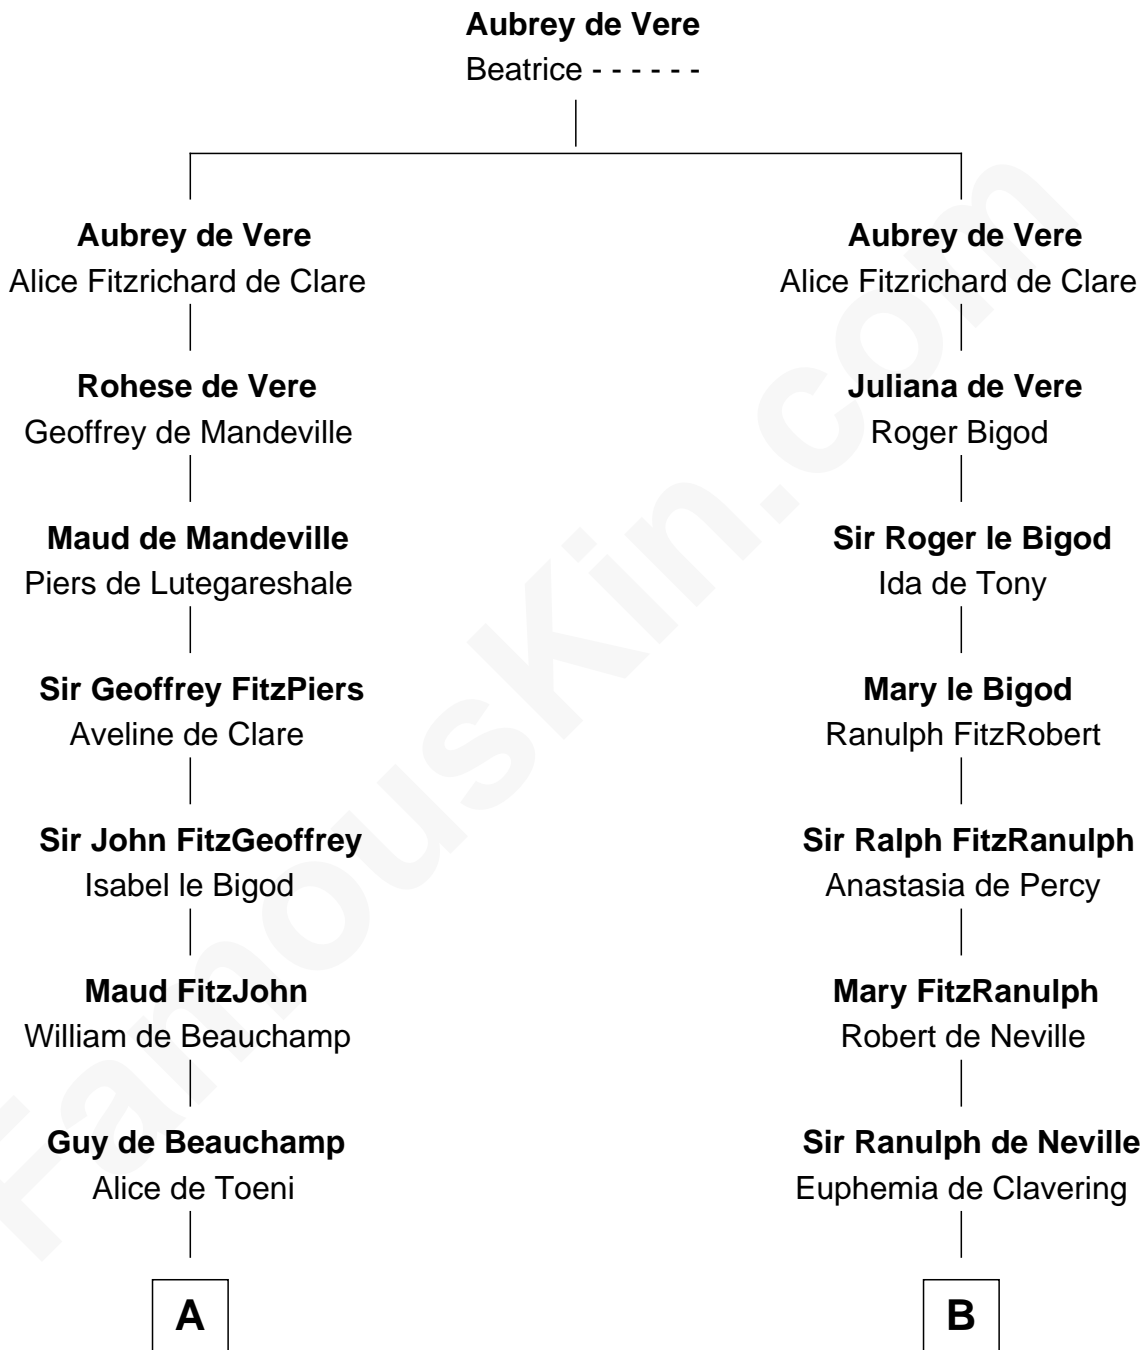 Aubrey de Vere
Beatrice - - - - - -
Aubrey de Vere
Alice Fitzrichard de Clare
Rohese de Vere
Geoffrey de Mandeville
Maud de Mandeville
Piers de Lutegareshale
Sir Geoffrey FitzPiers
Aveline de Clare
Sir John FitzGeoffrey
Isabel le Bigod
Maud FitzJohn
William de Beauchamp
Guy de Beauchamp
Alice de Toeni
A
Aubrey de Vere
Alice Fitzrichard de Clare
Juliana de Vere
Roger Bigod
Sir Roger le Bigod
Ida de Tony
Mary le Bigod
Ranulph FitzRobert
Sir Ralph FitzRanulph
Anastasia de Percy
Mary FitzRanulph
Robert de Neville
Sir Ranulph de Neville
Euphemia de Clavering
B
FamousKin.com